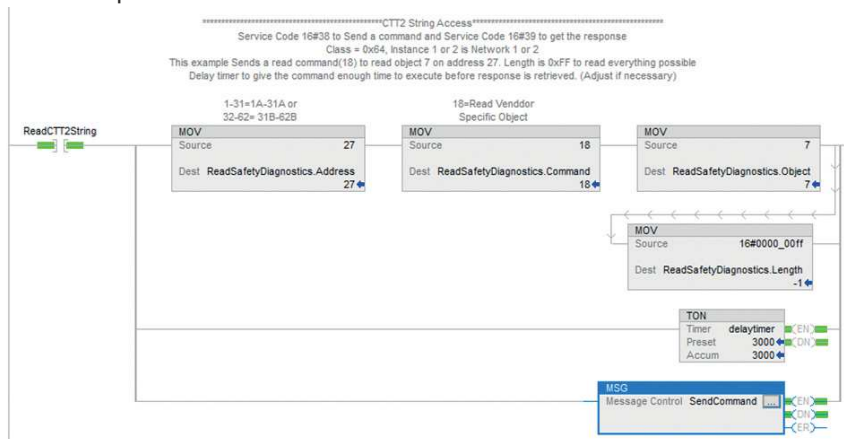 ************************************************CTT2 String Access************************************************
Service Code 16#38 to Send a command and Service Code 16#39 to get the response
Class = 0x64, Instance 1 or 2 is Network 1 or 2
This example Sends a read command(18) to read object 7 on address 27. Length is 0xFF to read everything possible
Delay timer to give the command enough time to execute before response is retrieved. (Adjust if necessary)
1-31=1A-31A or
32-62= 31B-62B
18=Read Venddor
Specific Object
ReadCTT2String
MOV
Source 27
Dest ReadSafetyDiagnostics.Address
27
MOV
Source 18
Dest ReadSafetyDiagnostics.Command
18
MOV
Source 7
Dest ReadSafetyDiagnostics.Object
7
MOV
Source 16#0000_00ff
Dest ReadSafetyDiagnostics.Length
-1
TON
Timer delaytimer EN
Preset 3000 DN
Accum 3000
MSG
Message Control SendCommand ... EN
DN
ER